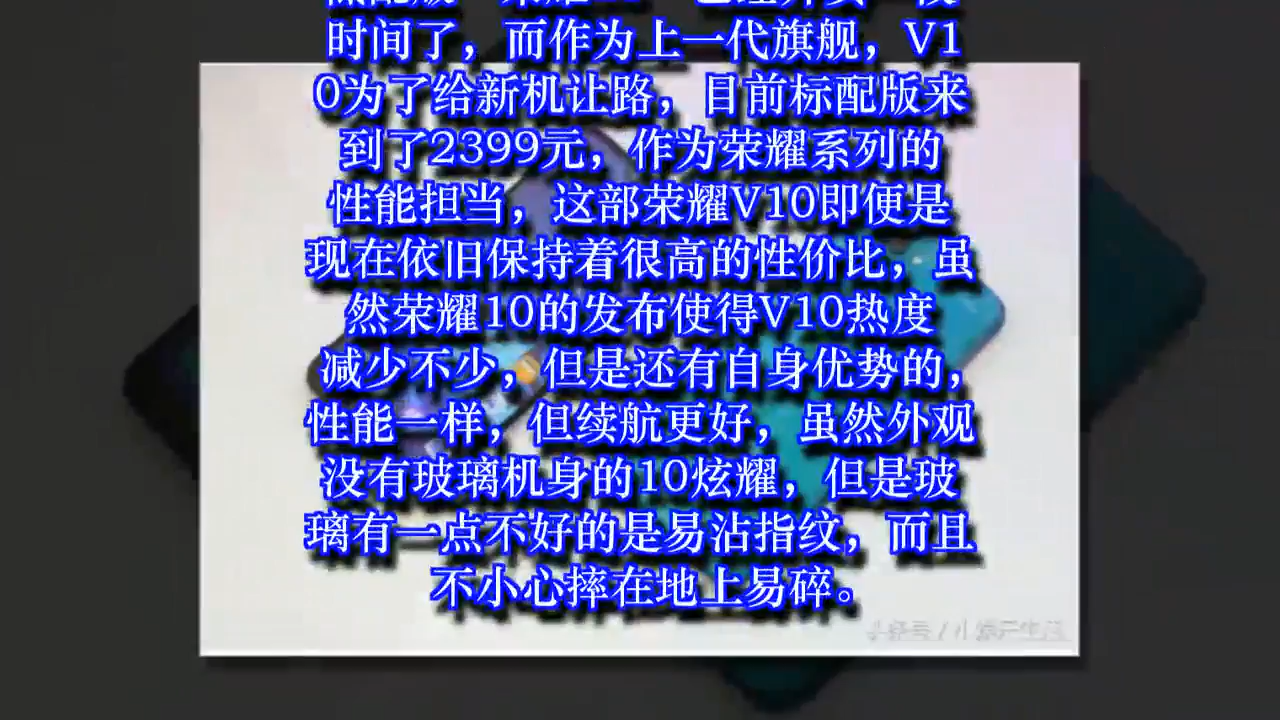 时间了，而作为上一代旗舰，V1
0为了给新机让路，目前标配版来
到了2399元，作为荣耀系列的
性能担当，这部荣耀V10即便是
现在依旧保持着很高的性价比，虽
然荣耀10的发布使得V10热度
减少不少，但是还有自身优势的，
性能一样，但续航更好，虽然外观
没有玻璃机身的10炫耀，但是玻
璃有一点不好的是易沾指纹，而且
不小心摔在地上易碎。